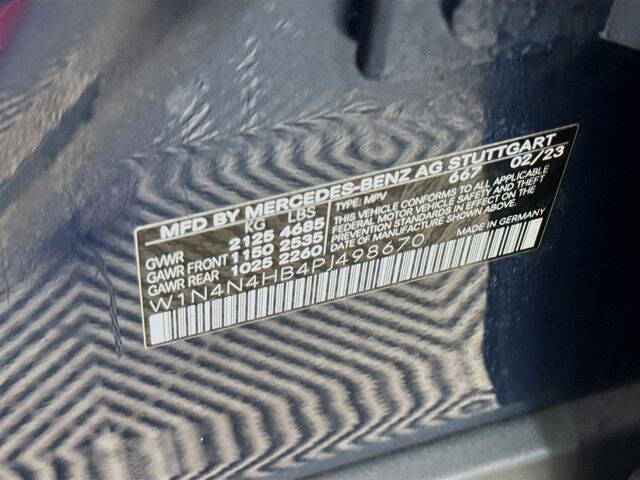 MFD BY MERCEDES-BENZ AG STUTTGART
KG LBS
GVWR 2125 4685
GAWR FRONT 1150 2535
GAWR REAR 1025 2260
TYPE: MPV 667 02/23
THIS VEHICLE CONFORMS TO ALL APPLICABLE
FEDERAL MOTOR VEHICLE SAFETY AND THEFT
PREVENTION STANDARDS IN EFFECT ON THE
DATE OF MANUFACTURE SHOWN ABOVE.
W1N4N4HB4PJ498670 MADE IN GERMANY